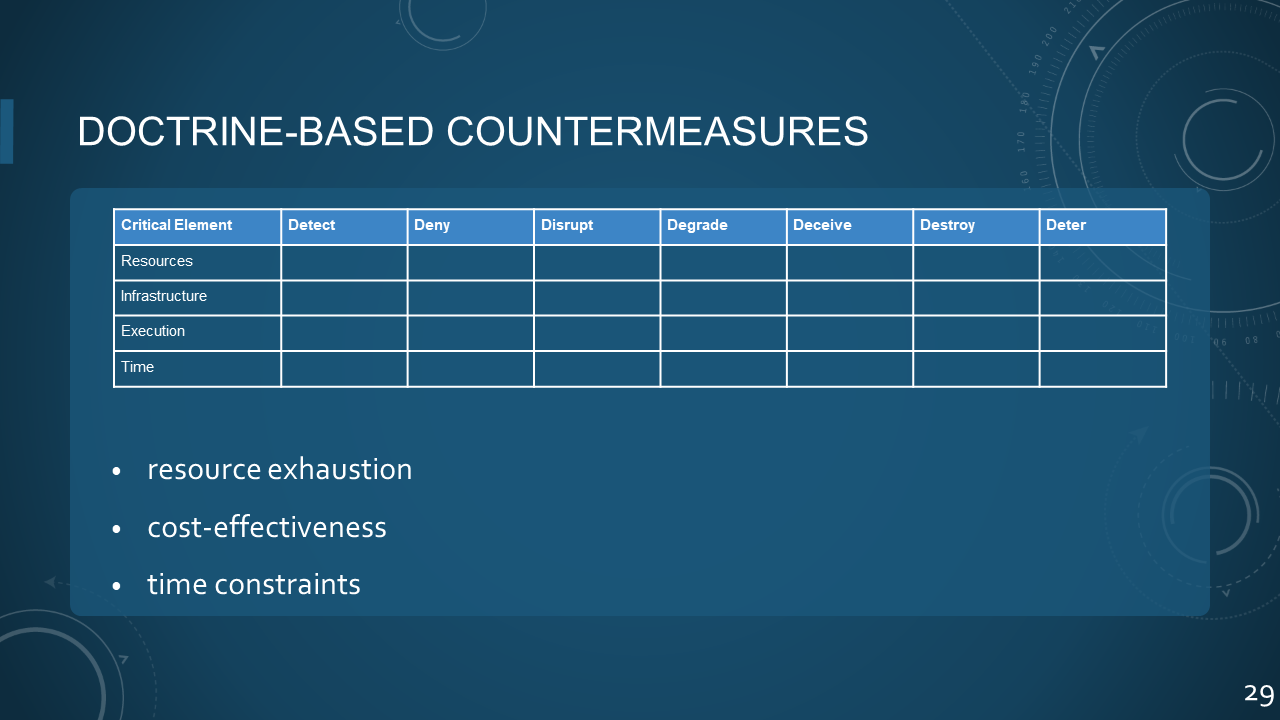 DOCTRINE-BASED COUNTERMEASURES
Critical Element Detect Deny Disrupt Degrade Deceive Destroy Deter
Resources
Infrastructure
Execution
Time
• resource exhaustion
• cost-effectiveness
• time constraints
29